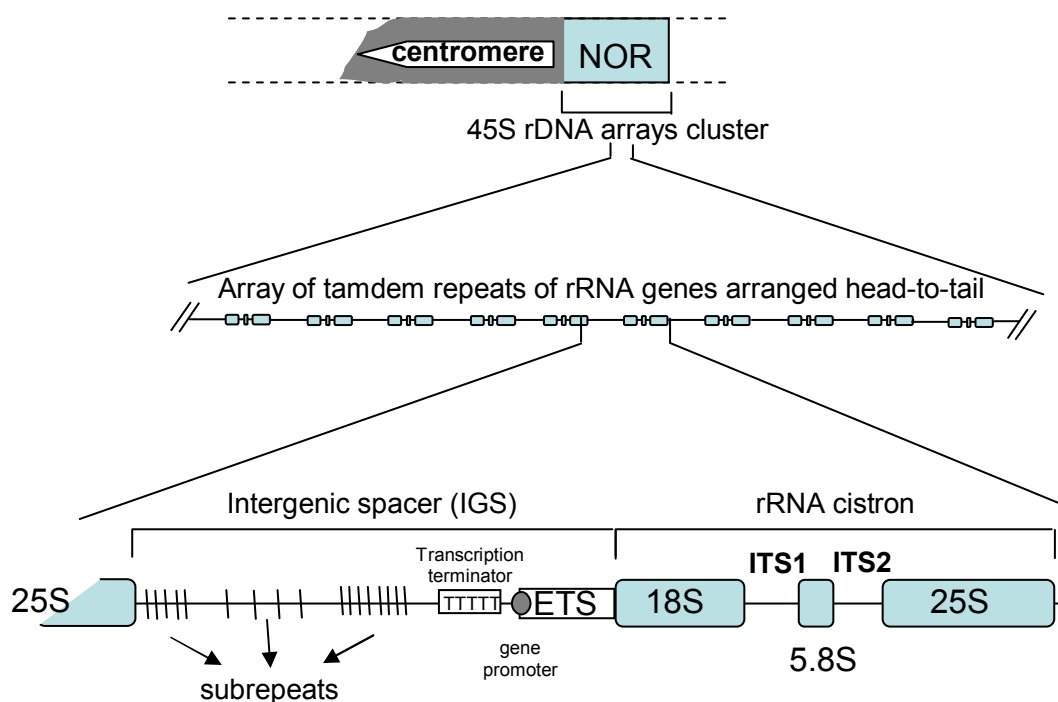 centromere
NOR
45S rDNA arrays cluster
Array of tamdem repeats of rRNA genes arranged head-to-tail
Intergenic spacer (IGS)
rRNA cistron
Transcription
terminator
ITS1
ITS2
25S
TTTTT
ETS
18S
25S
gene
promoter
5.8S
subrepeats